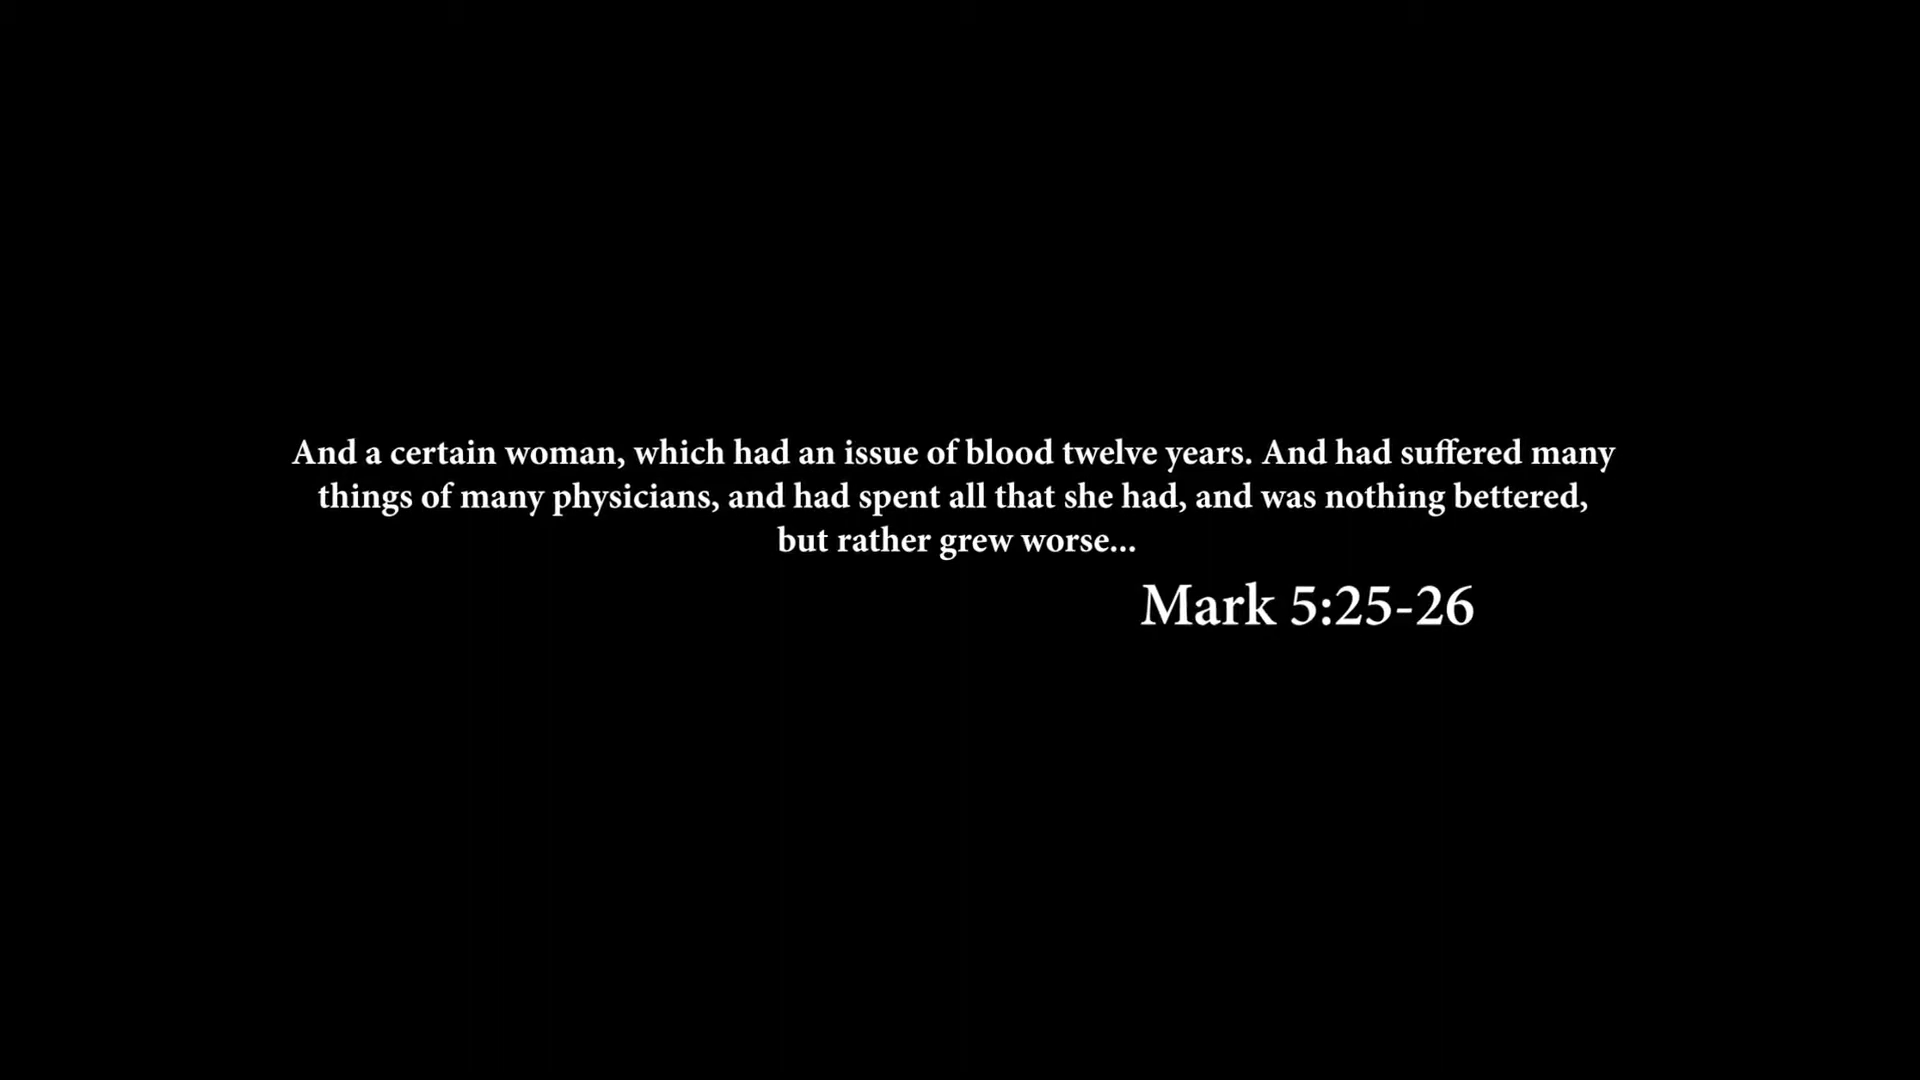 And a certain woman, which had an issue of blood twelve years. And had suffered many
things of many physicians, and had spent all that she had, and was nothing bettered,
but rather grew worse...
Mark 5:25-26